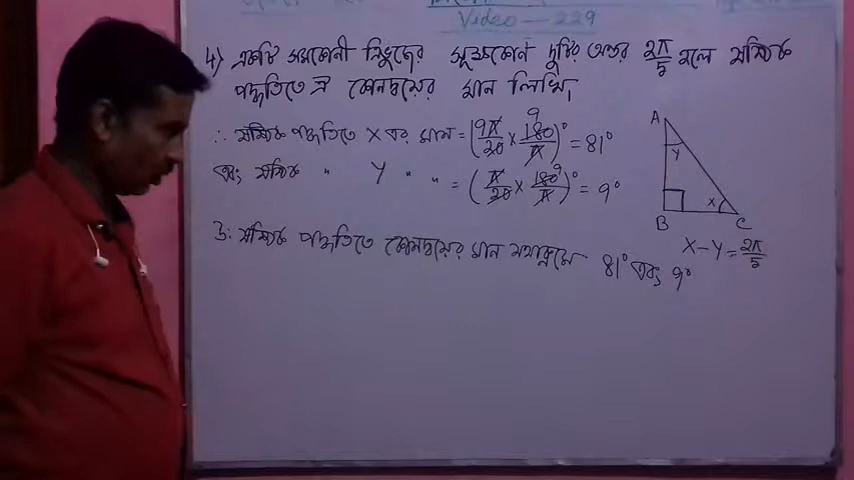 Video — 229
4) একটি সমকোণী ত্রিভুজের সূক্ষ্মকোণ দুটির অন্তর 2π/5 হলে ষষ্টিক
পদ্ধতিতে ঐ কোণদ্বয়ের মান লিখি।
∴ ষষ্টিক পদ্ধতিতে x এর মান = (9π/20 × 180/π)° = 81°
9
এবং ষষ্টিক " y " " = (π/20 × 180/π)° = 9°
9
উ: ষষ্টিক পদ্ধতিতে কোণদ্বয়ের মান যথাক্রমে 81° এবং 9°
A
y
x
B
C
x − y = 2π/5